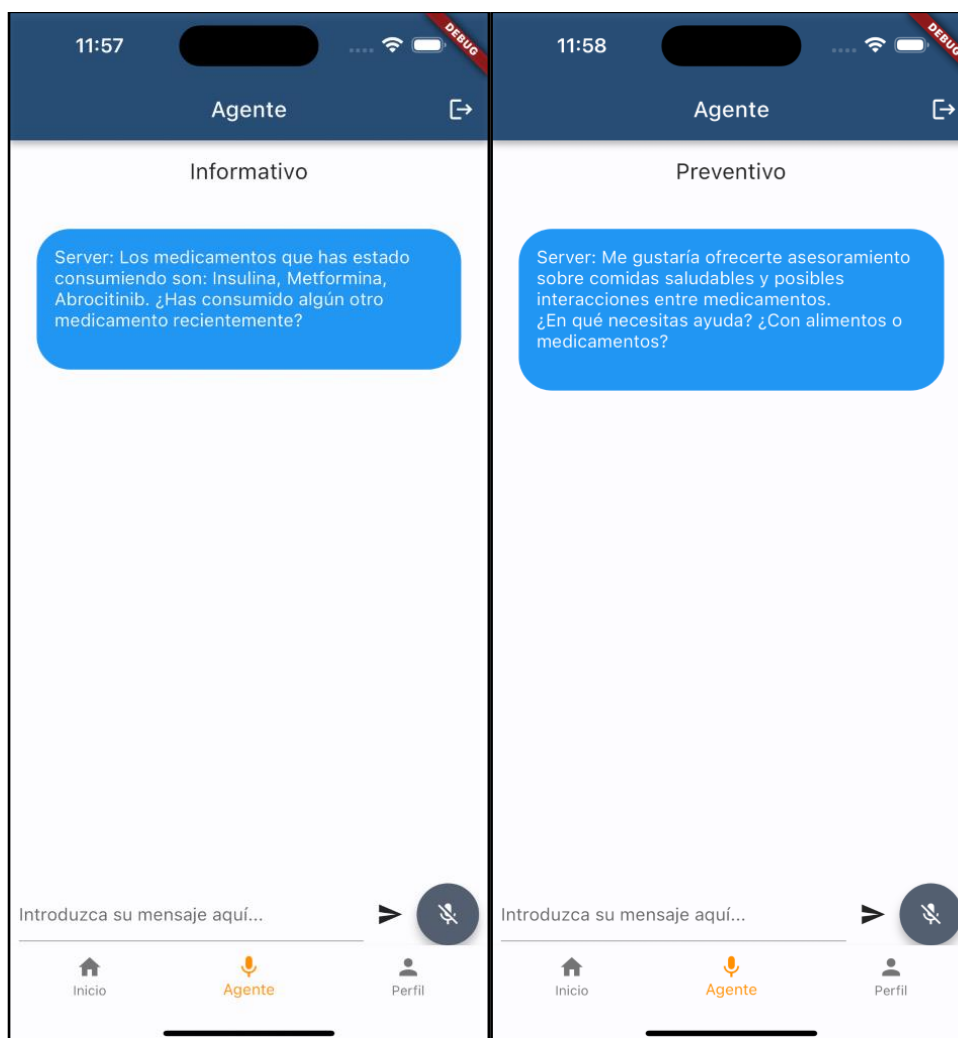 11:57
DEBUG
Agente
Informativo
Server: Los medicamentos que has estado
consumiendo son: Insulina, Metformina,
Abrocitinib. ¿Has consumido algún otro
medicamento recientemente?
Introduzca su mensaje aquí...
Inicio
Agente
Perfil
11:58
DEBUG
Agente
Preventivo
Server: Me gustaría ofrecerte asesoramiento
sobre comidas saludables y posibles
interacciones entre medicamentos.
¿En qué necesitas ayuda? ¿Con alimentos o
medicamentos?
Introduzca su mensaje aquí...
Inicio
Agente
Perfil